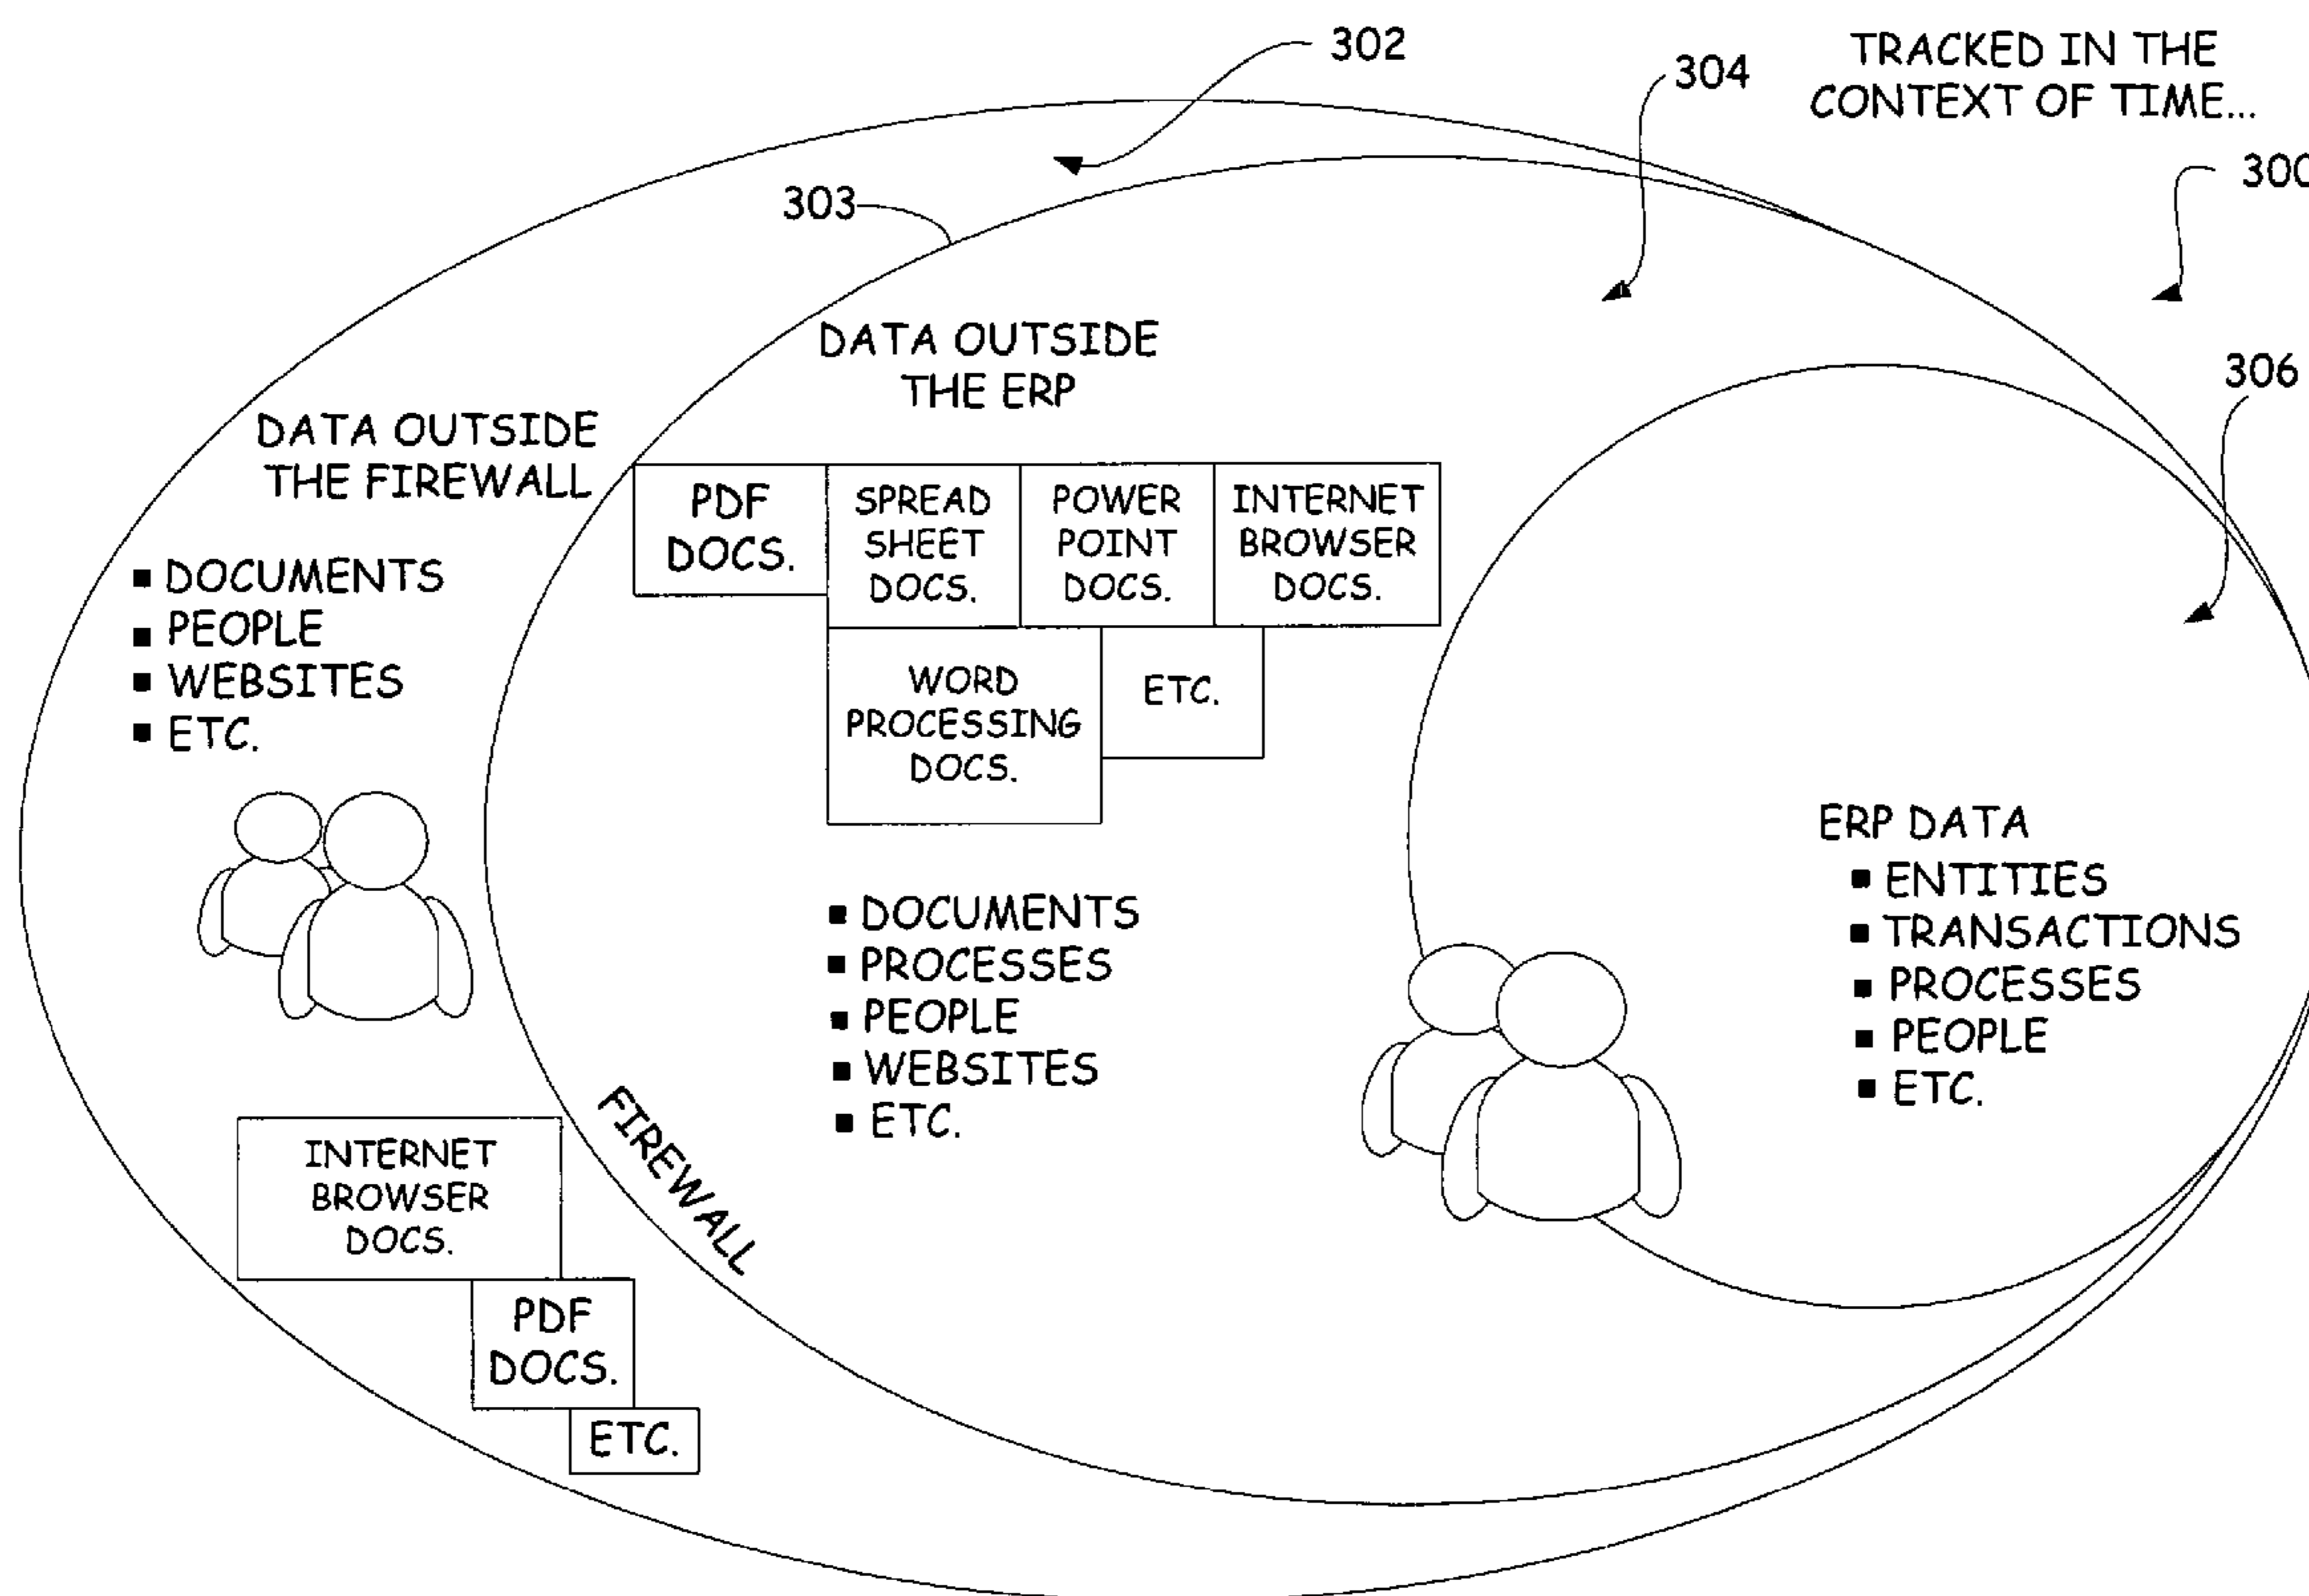 302
304
TRACKED IN THE
CONTEXT OF TIME...
300
303
306
DATA OUTSIDE
THE ERP
DATA OUTSIDE
THE FIREWALL
PDF
DOCS.
SPREAD
SHEET
DOCS.
POWER
POINT
DOCS.
INTERNET
BROWSER
DOCS.
WORD
PROCESSING
DOCS.
ETC.
▪ DOCUMENTS
▪ PEOPLE
▪ WEBSITES
▪ ETC.
▪ DOCUMENTS
▪ PROCESSES
▪ PEOPLE
▪ WEBSITES
▪ ETC.
ERP DATA
▪ ENTITIES
▪ TRANSACTIONS
▪ PROCESSES
▪ PEOPLE
▪ ETC.
FIREWALL
INTERNET
BROWSER
DOCS.
PDF
DOCS.
ETC.